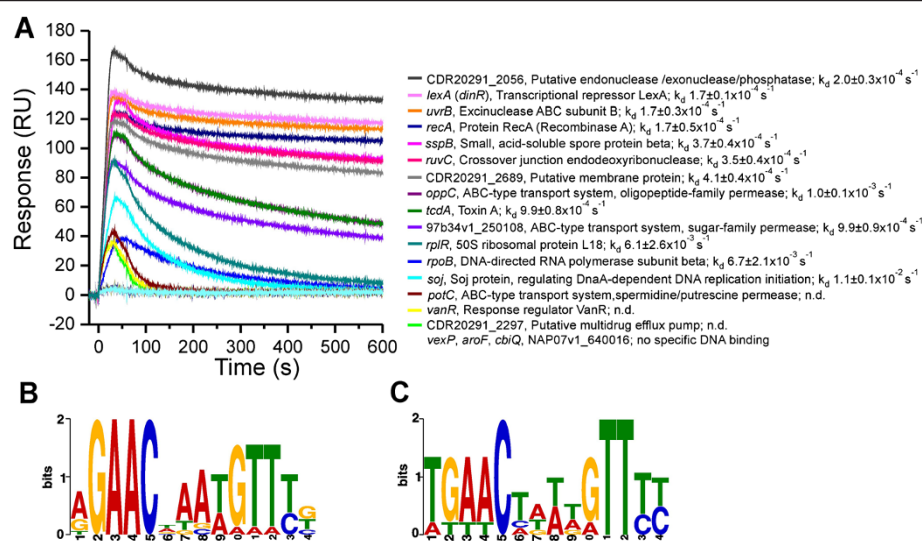 A
180
160
140
120
100
80
60
40
20
0
-20
Response (RU)
0 100 200 300 400 500 600
Time (s)
CDR20291_2056, Putative endonuclease /exonuclease/phosphatase; kd 2.0±0.3x10-4 s-1
lexA (dinR), Transcriptional repressor LexA; kd 1.7±0.1x10-4 s-1
uvrB, Excinuclease ABC subunit B; kd 1.7±0.3x10-4 s-1
recA, Protein RecA (Recombinase A); kd 1.7±0.5x10-4 s-1
sspB, Small, acid-soluble spore protein beta; kd 3.7±0.4x10-4 s-1
ruvC, Crossover junction endodeoxyribonuclease; kd 3.5±0.4x10-4 s-1
CDR20291_2689, Putative membrane protein; kd 4.1±0.4x10-4 s-1
oppC, ABC-type transport system, oligopeptide-family permease; kd 1.0±0.1x10-3 s-1
tcdA, Toxin A; kd 9.9±0.8x10-4 s-1
97b34v1_250108, ABC-type transport system, sugar-family permease; kd 9.9±0.9x10-4 s-1
rplR, 50S ribosomal protein L18; kd 6.1±2.6x10-3 s-1
rpoB, DNA-directed RNA polymerase subunit beta; kd 6.7±2.1x10-3 s-1
soj, Soj protein, regulating DnaA-dependent DNA replication initiation; kd 1.1±0.1x10-2 s-1
potC, ABC-type transport system,spermidine/putrescine permease; n.d.
vanR, Response regulator VanR; n.d.
CDR20291_2297, Putative multidrug efflux pump; n.d.
vexP, aroF, cbiQ, NAP07v1_640016; no specific DNA binding
B
2
1
0
bits
GAAC
AATGTTT
C
2
1
0
bits
TGAACTATTGTTTT